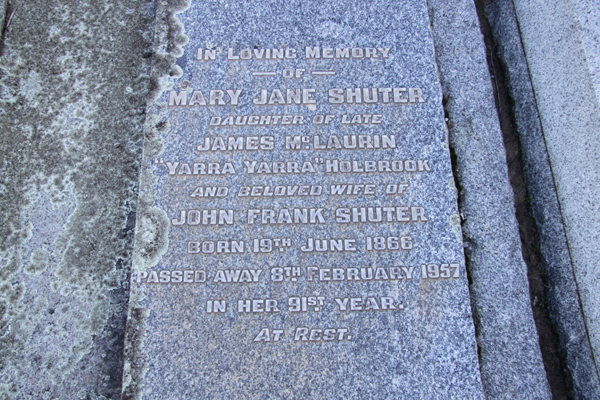 IN LOVING MEMORY
— OF —
MARY JANE SHUTER
DAUGHTER OF LATE
JAMES McLAURIN
"YARRA YARRA" HOLBROOK
AND BELOVED WIFE OF
JOHN FRANK SHUTER
BORN 19TH JUNE 1866
PASSED AWAY 8TH FEBRUARY 1957
IN HER 91ST YEAR.
AT REST.